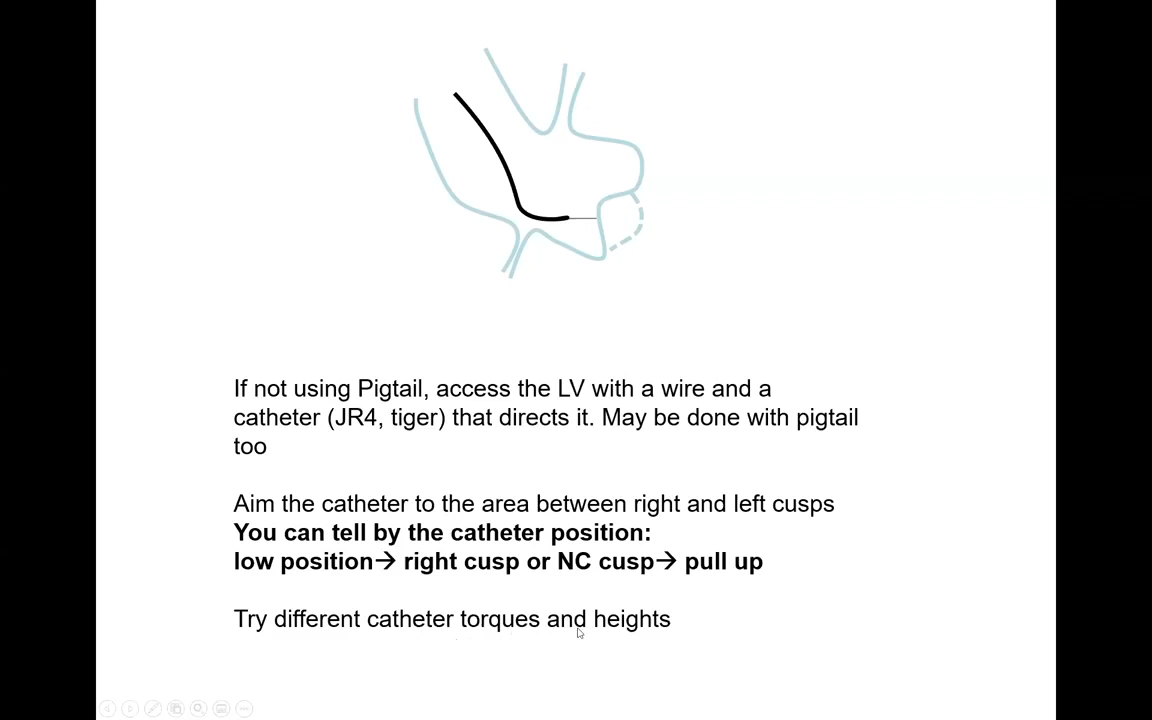 If not using Pigtail, access the LV with a wire and a
catheter (JR4, tiger) that directs it. May be done with pigtail
too
Aim the catheter to the area between right and left cusps
You can tell by the catheter position:
low position→ right cusp or NC cusp→ pull up
Try different catheter torques and heights